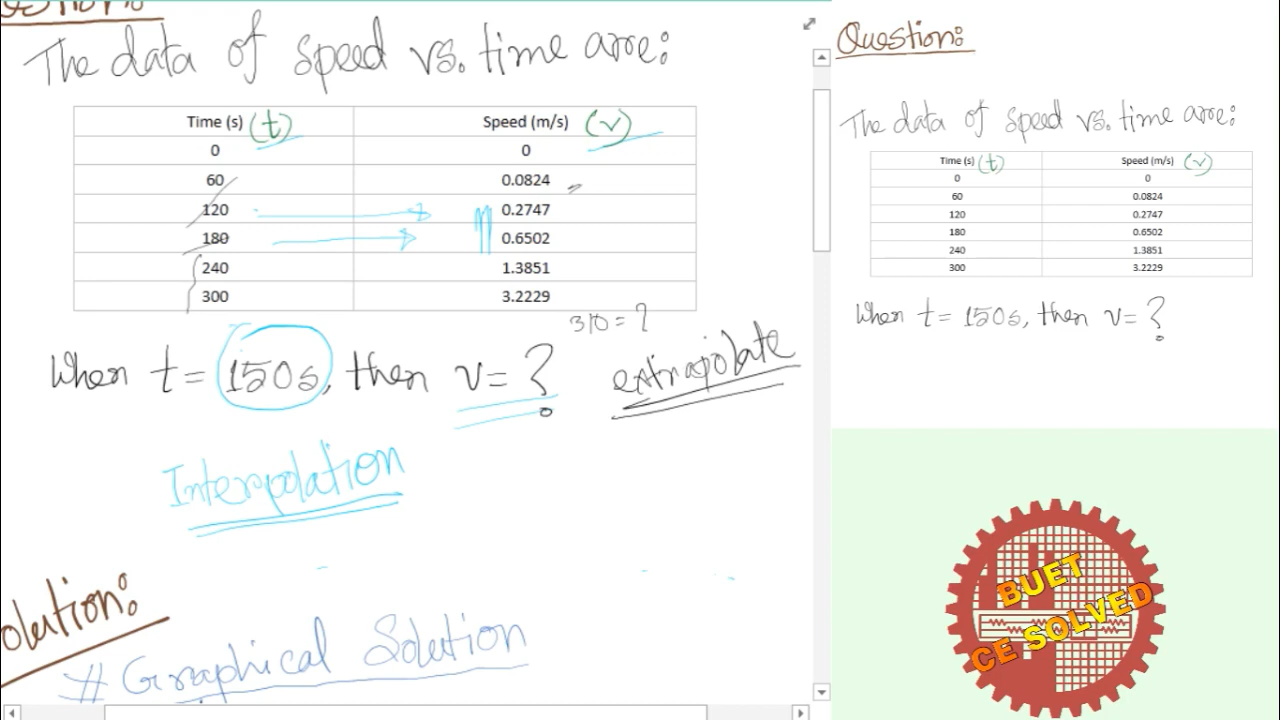 The data of speed vs. time are:
Time (s) (t) Speed (m/s) (v)
0 0
60 0.0824
120 0.2747
180 0.6502
240 1.3851
300 3.2229
310 = ?
When t = 150s, then v = ? extrapolate
Interpolation
olution:
# Graphical Solution
Question:
The data of speed vs. time are:
Time (s) (t) Speed (m/s) (v)
0 0
60 0.0824
120 0.2747
180 0.6502
240 1.3851
300 3.2229
When t = 150s, then v = ?
BUET
CE SOLVED